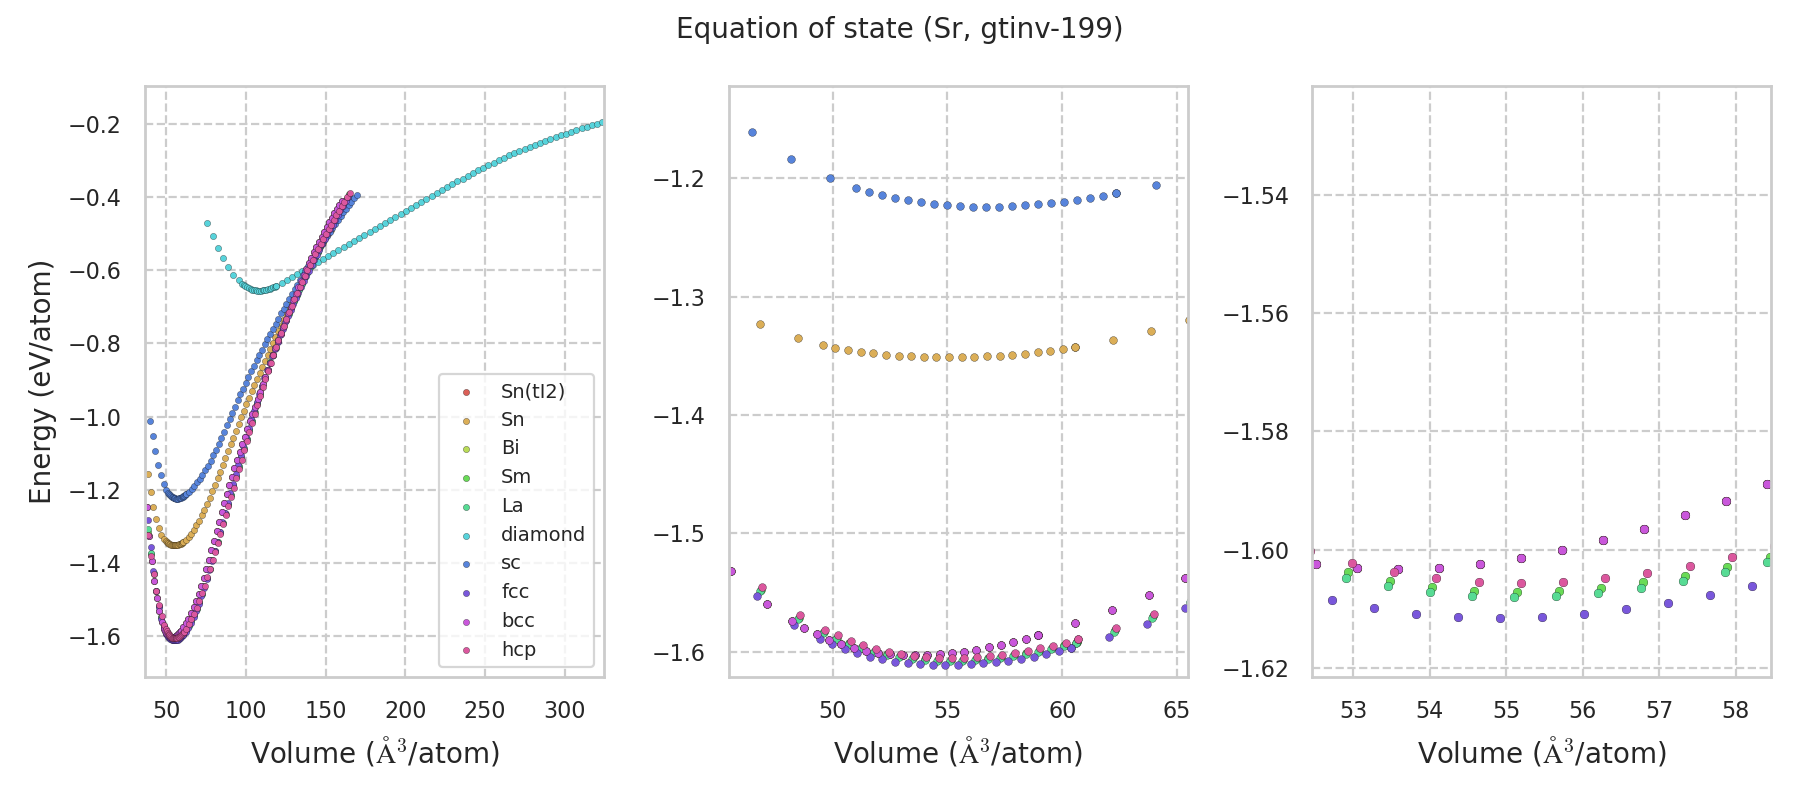 Equation of state (Sr, gtinv-199)
Energy (eV/atom)
−0.2
−0.4
−0.6
−0.8
−1.0
−1.2
−1.4
−1.6
50 100 150 200 250 300
Volume (Å³/atom)
Sn(tI2)
Sn
Bi
Sm
La
diamond
sc
fcc
bcc
hcp
−1.2
−1.3
−1.4
−1.5
−1.6
50 55 60 65
Volume (Å³/atom)
−1.54
−1.56
−1.58
−1.60
−1.62
53 54 55 56 57 58
Volume (Å³/atom)